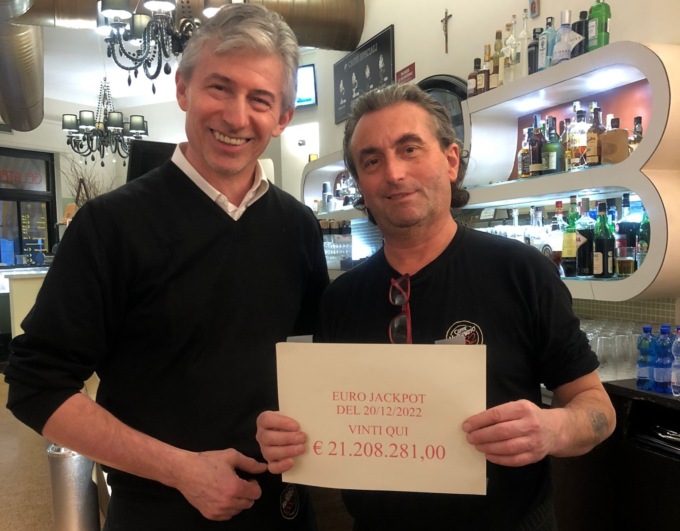 EURO JACKPOT
DEL 20/12/2022
VINTI QUI
€ 21.208.281,00